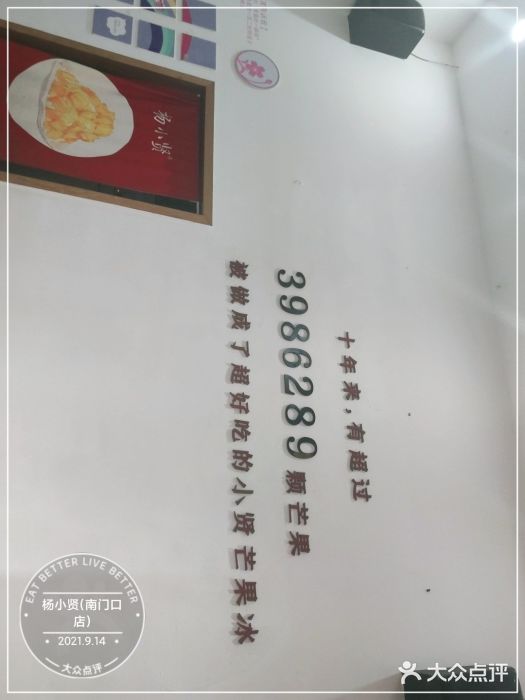 十年来，有超过
3986289颗芒果
被做成了超好吃的小贤芒果冰
杨小贤
EAT BETTER LIVE BETTER
杨小贤(南门口
店)
2021.9.14
大众点评
大众点评